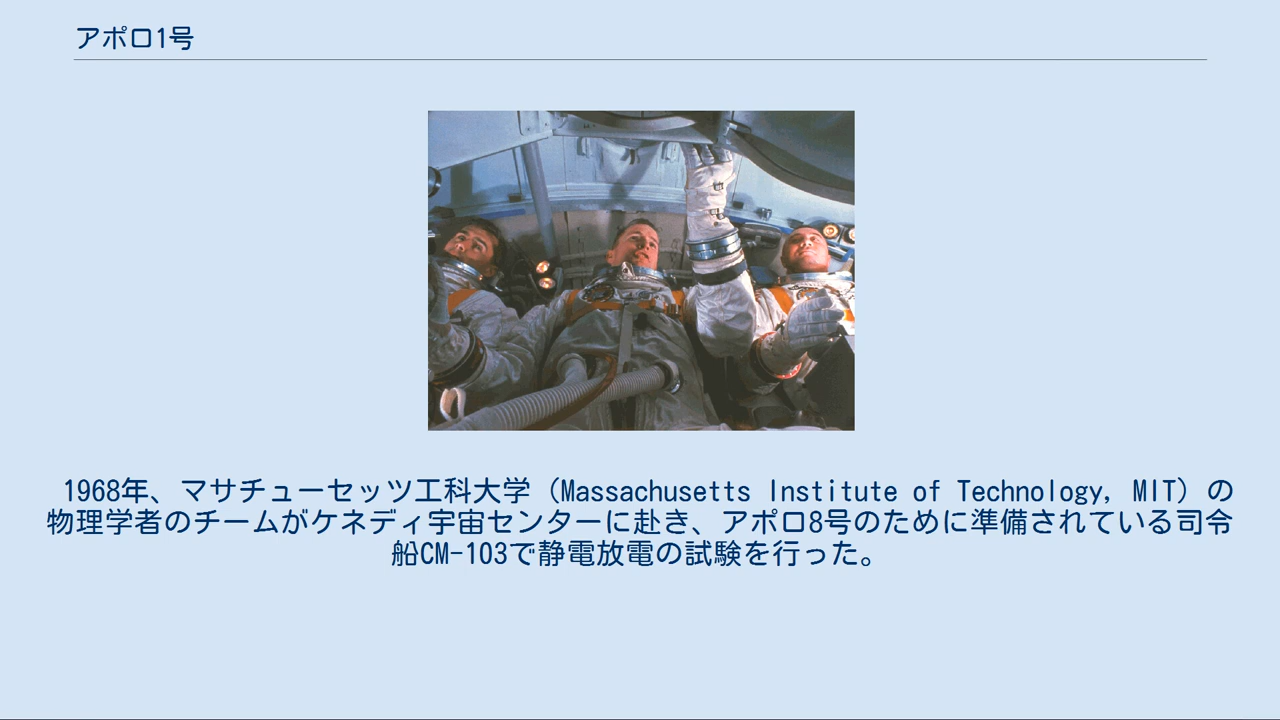 アポロ1号
1968年、マサチューセッツ工科大学（Massachusetts Institute of Technology, MIT）の
物理学者のチームがケネディ宇宙センターに赴き、アポロ8号のために準備されている司令
船CM-103で静電放電の試験を行った。